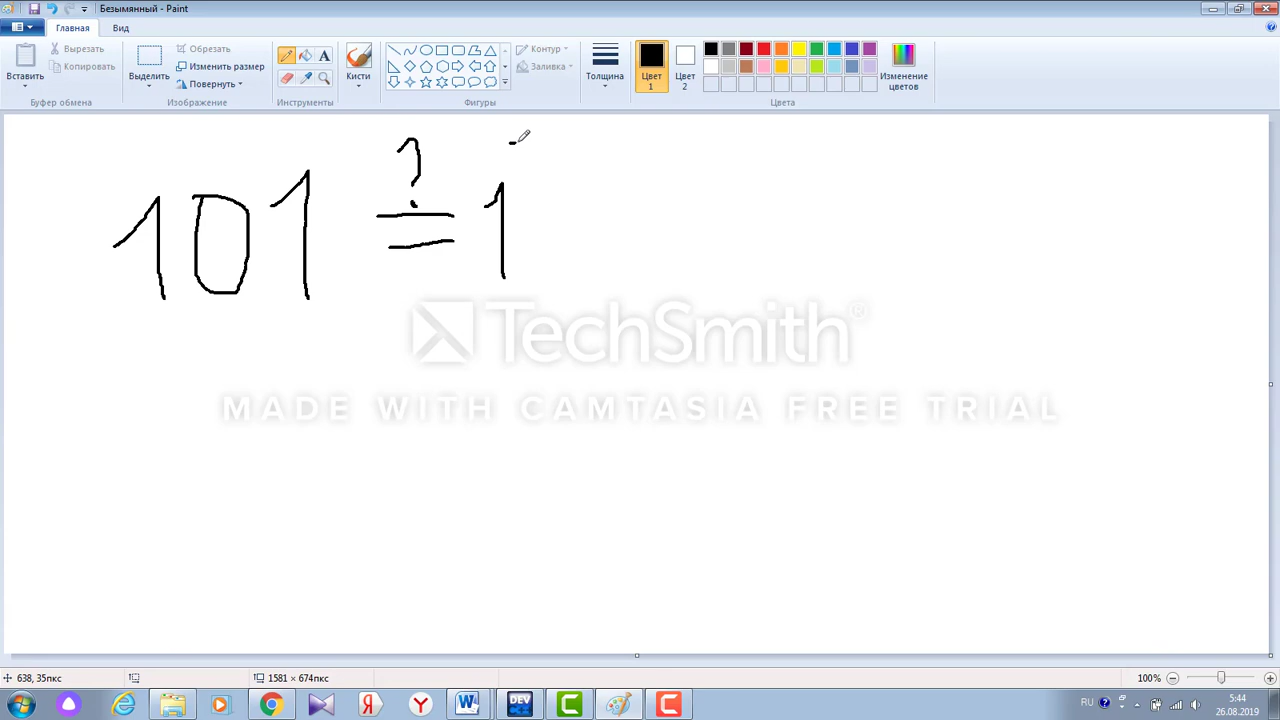 Безымянный - Paint
Главная Вид
Вставить
Вырезать
Копировать
Буфер обмена
Выделить
Обрезать
Изменить размер
Повернуть
Изображение
Инструменты
Кисти
Фигуры
Контур
Заливка
Толщина
Цвет 1
Цвет 2
Изменение цветов
Цвета
?
101 = 1
TechSmith®
MADE WITH CAMTASIA FREE TRIAL
638, 35пкс
1581 × 674пкс
100%
RU
5:44
26.08.2019